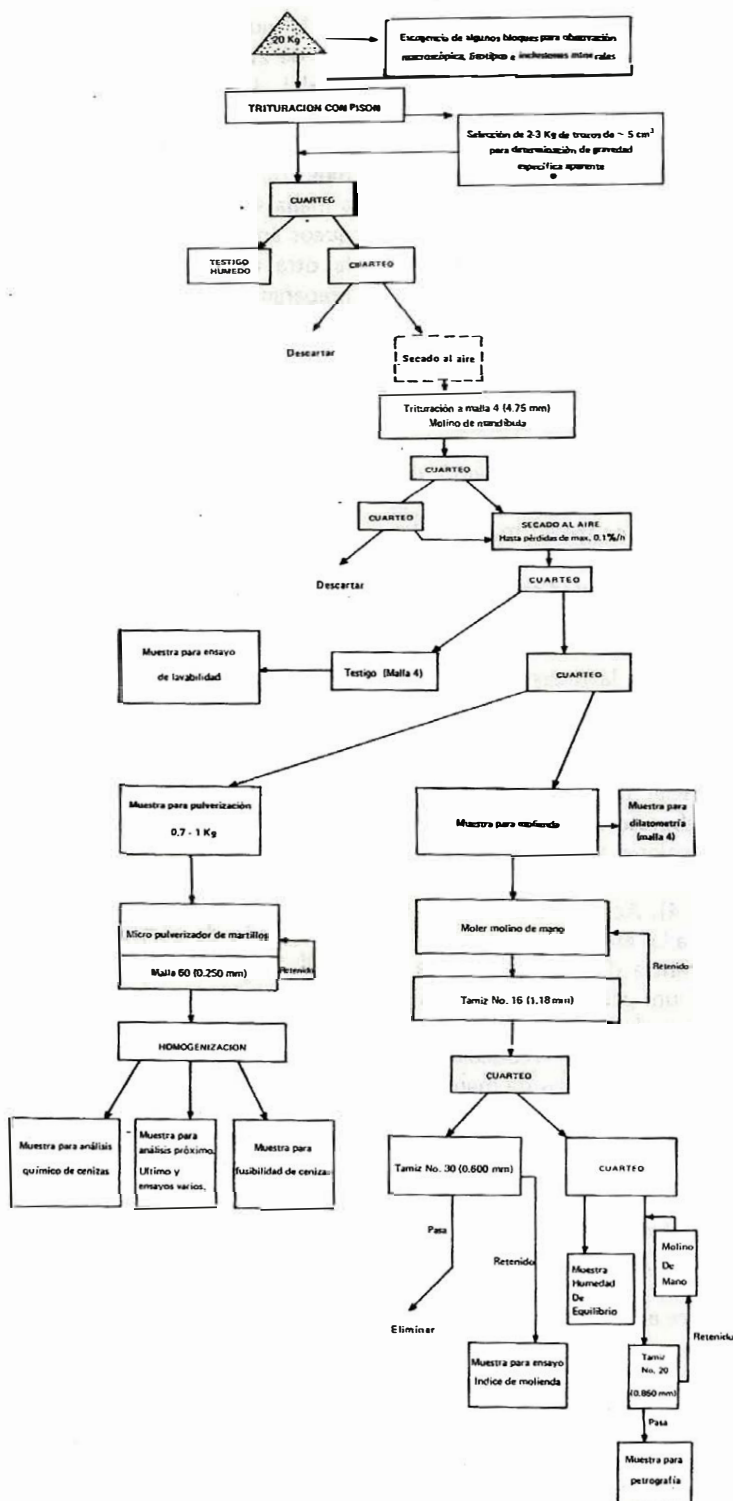 20 Kg
Escogencia de algunos bloques para observación
macroscópica, litotipos e inclusiones minerales
TRITURACION CON PISON
Selección de 2-3 Kg de trozos de ~ 5 cm³
para determinación de gravedad
específica aparente
CUARTEO
TESTIGO
HUMEDO
CUARTEO
Descartar
Secado al aire
Trituración a malla 4 (4.75 mm)
Molino de mandíbula
CUARTEO
CUARTEO
SECADO AL AIRE
Hasta pérdidas de max. 0.1%/h
Descartar
CUARTEO
Muestra para ensayo
de lavabilidad
Testigo (Malla 4)
CUARTEO
Muestra para pulverización
0.7 - 1 Kg
Muestra para molienda
Muestra para
dilatometría
(malla 4)
Micro pulverizador de martillos
Malla 60 (0.250 mm)
Retenido
Moler molino de mano
Retenido
Tamiz No. 16 (1.18 mm)
HOMOGENIZACION
CUARTEO
Muestra para análisis
químico de cenizas
Muestra para
análisis próximo.
Ultimo y
ensayos varios.
Muestra para
fusibilidad de cenizas
Tamiz No. 30 (0.600 mm)
CUARTEO
Pasa
Retenido
Eliminar
Muestra para ensayo
Indice de molienda
Muestra
Humedad
De
Equilibrio
Molino
De
Mano
Retenido
Tamiz
No. 20
(0.850 mm)
Pasa
Muestra para
petrografía